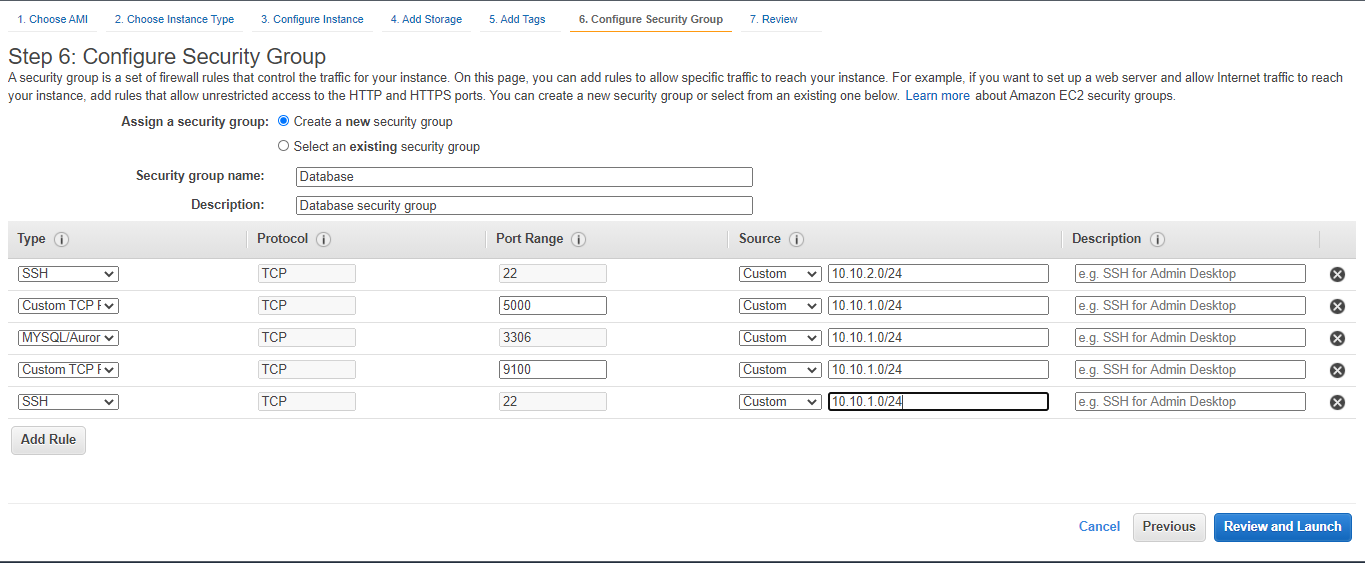 1. Choose AMI 2. Choose Instance Type 3. Configure Instance 4. Add Storage 5. Add Tags 6. Configure Security Group 7. Review
Step 6: Configure Security Group
A security group is a set of firewall rules that control the traffic for your instance. On this page, you can add rules to allow specific traffic to reach your instance. For example, if you want to set up a web server and allow Internet traffic to reach
your instance, add rules that allow unrestricted access to the HTTP and HTTPS ports. You can create a new security group or select from an existing one below. Learn more about Amazon EC2 security groups.
Assign a security group: Create a new security group
Select an existing security group
Security group name: Database
Description: Database security group
Type i Protocol i Port Range i Source i Description i
SSH TCP 22 Custom 10.10.2.0/24 e.g. SSH for Admin Desktop
Custom TCP TCP 5000 Custom 10.10.1.0/24 e.g. SSH for Admin Desktop
MYSQL/Auror TCP 3306 Custom 10.10.1.0/24 e.g. SSH for Admin Desktop
Custom TCP TCP 9100 Custom 10.10.1.0/24 e.g. SSH for Admin Desktop
SSH TCP 22 Custom 10.10.1.0/24 e.g. SSH for Admin Desktop
Add Rule
Cancel Previous Review and Launch